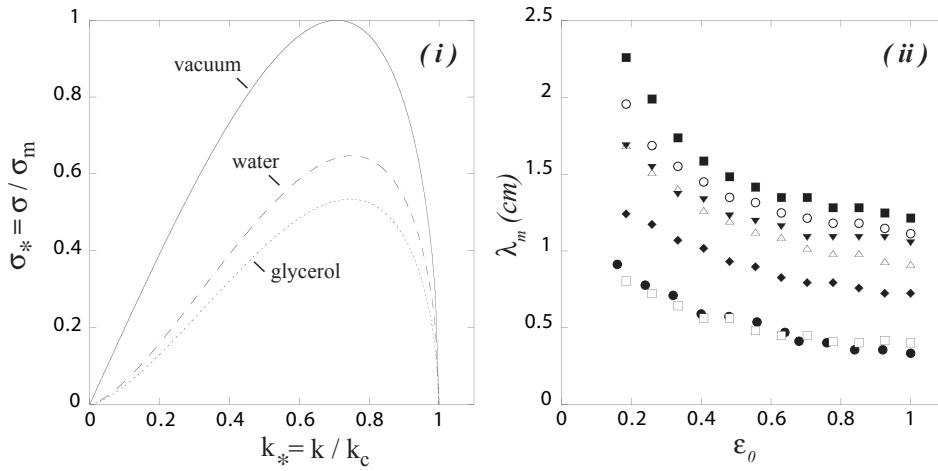 1
0.8
0.6
0.4
0.2
0
σ* = σ / σm
0 0.2 0.4 0.6 0.8 1
k* = k / kc
vacuum
water
glycerol
(i)
2.5
2
1.5
1
0.5
0
λm (cm)
0 0.2 0.4 0.6 0.8 1
ε0
(ii)